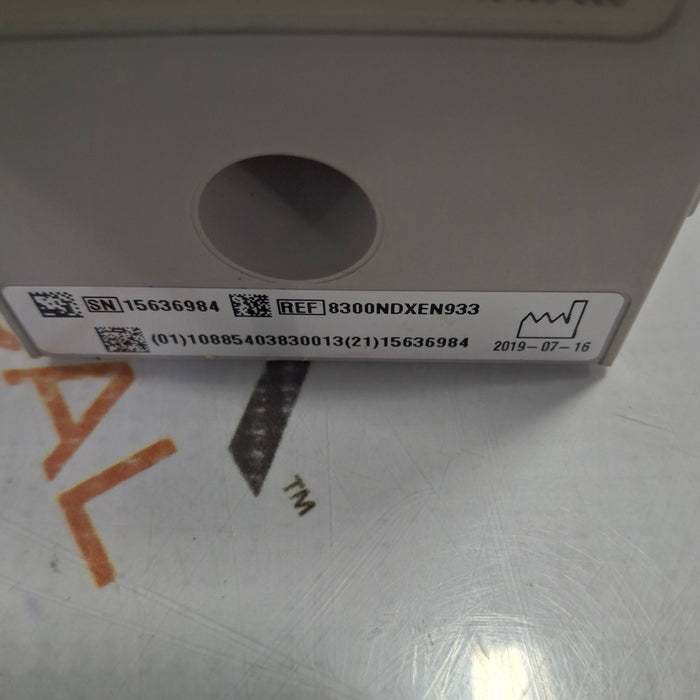 SN 15636984 REF 8300NDXEN933
(01)10885403830013(21)15636984
2019-07-16
AL
TM